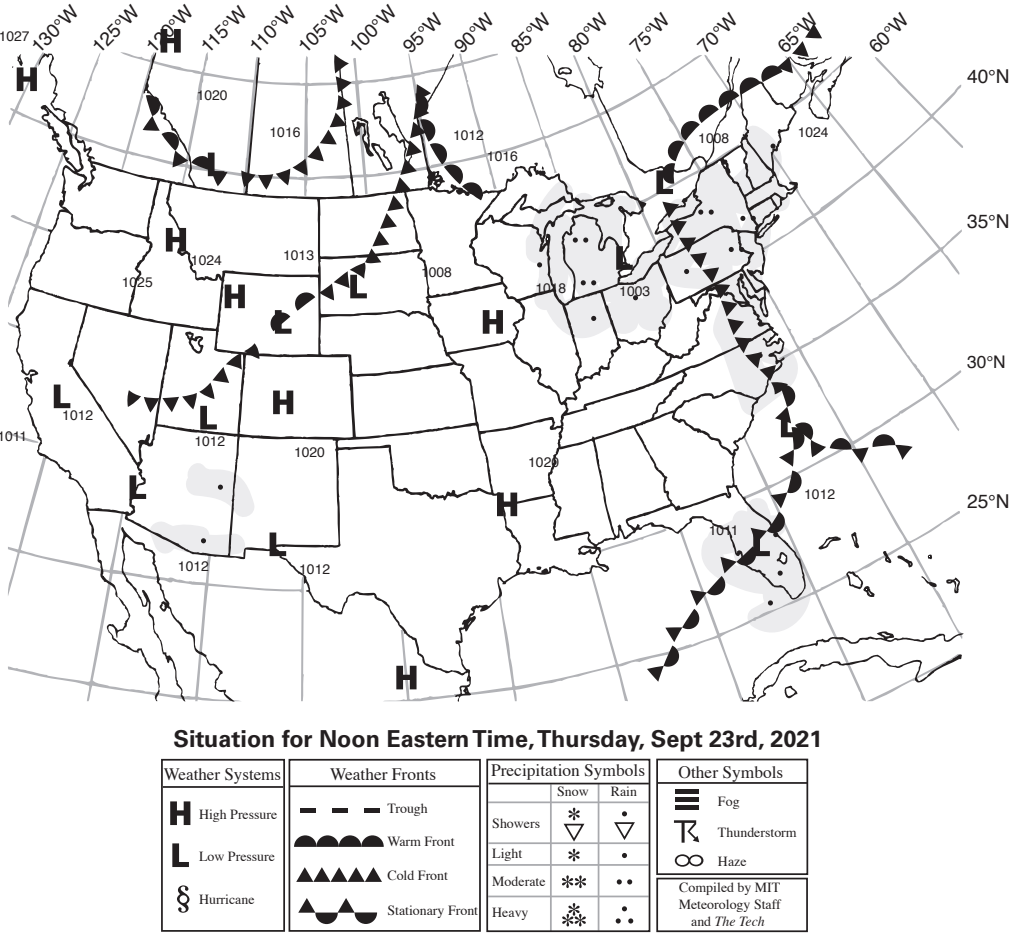 130°W 125°W 120°W 115°W 110°W 105°W 100°W 95°W 90°W 85°W 80°W 75°W 70°W 65°W 60°W
1027
H
H
40°N
1020
1016
1012
1008
1024
1016
L
L
35°N
H
1024
1013
1025
1008
L
1018
1003
H
L
L
H
30°N
L
1012
H
L
1012
L
1011
1020
1020
L
H
25°N
1012
1011
L
L
1012
1012
H
Situation for Noon Eastern Time, Thursday, Sept 23rd, 2021
Weather Systems
H High Pressure
L Low Pressure
§ Hurricane
Weather Fronts
Trough
Warm Front
Cold Front
Stationary Front
Precipitation Symbols
Snow Rain
Showers
Light
Moderate
Heavy
Other Symbols
Fog
Thunderstorm
Haze
Compiled by MIT
Meteorology Staff
and The Tech